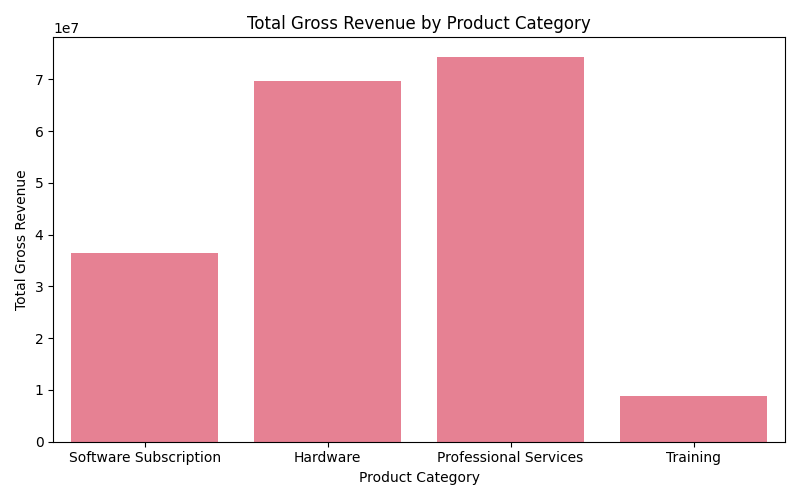 Total Gross Revenue by Product Category
1e7
7
6
5
4
3
2
1
0
Total Gross Revenue
Software Subscription
Hardware
Professional Services
Training
Product Category